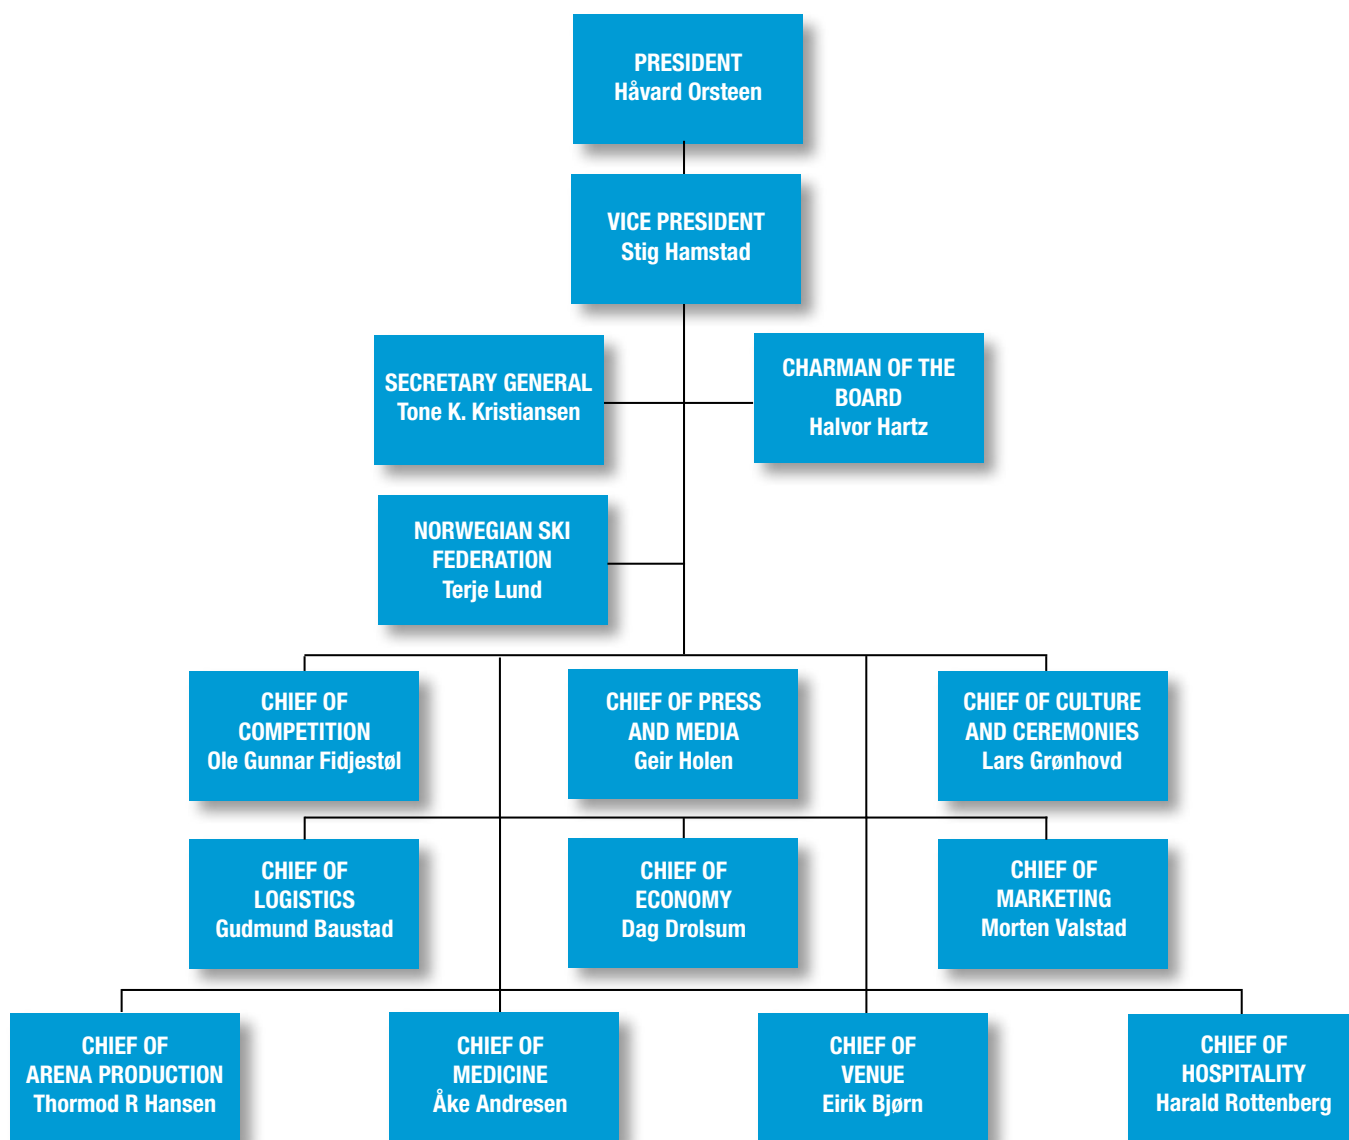 PRESIDENT
Håvard Orsteen
VICE PRESIDENT
Stig Hamstad
SECRETARY GENERAL
Tone K. Kristiansen
CHARMAN OF THE
BOARD
Halvor Hartz
NORWEGIAN SKI
FEDERATION
Terje Lund
CHIEF OF
COMPETITION
Ole Gunnar Fidjestøl
CHIEF OF PRESS
AND MEDIA
Geir Holen
CHIEF OF CULTURE
AND CEREMONIES
Lars Grønhovd
CHIEF OF
LOGISTICS
Gudmund Baustad
CHIEF OF
ECONOMY
Dag Drolsum
CHIEF OF
MARKETING
Morten Valstad
CHIEF OF
ARENA PRODUCTION
Thormod R Hansen
CHIEF OF
MEDICINE
Åke Andresen
CHIEF OF
VENUE
Eirik Bjørn
CHIEF OF
HOSPITALITY
Harald Rottenberg